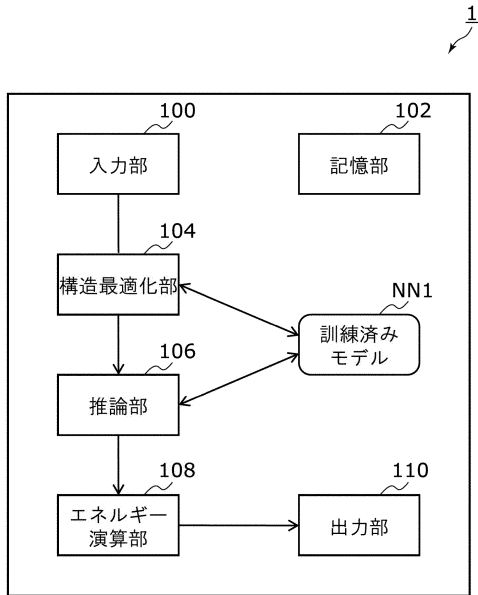 1
100
入力部
102
記憶部
104
構造最適化部
NN1
訓練済み
モデル
106
推論部
108
エネルギー
演算部
110
出力部